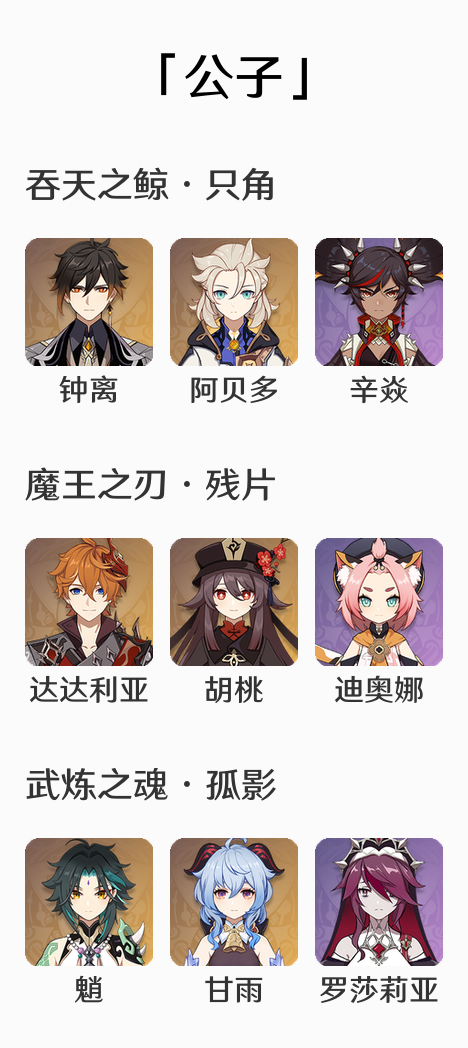 「公子」
吞天之鲸·只角
钟离 阿贝多 辛焱
魔王之刃·残片
达达利亚 胡桃 迪奥娜
武炼之魂·孤影
魈 甘雨 罗莎莉亚